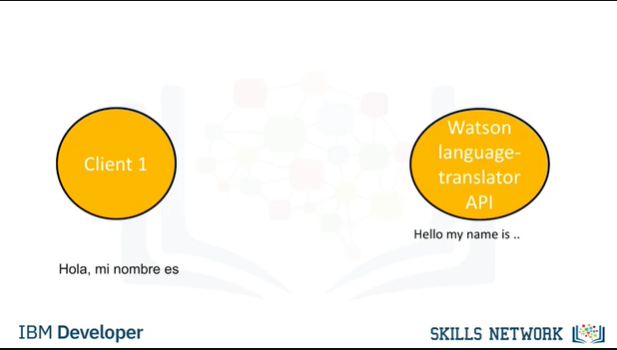 Client 1
Watson
language-
translator
API
Hello my name is ..
Hola, mi nombre es
IBM Developer
SKILLS NETWORK